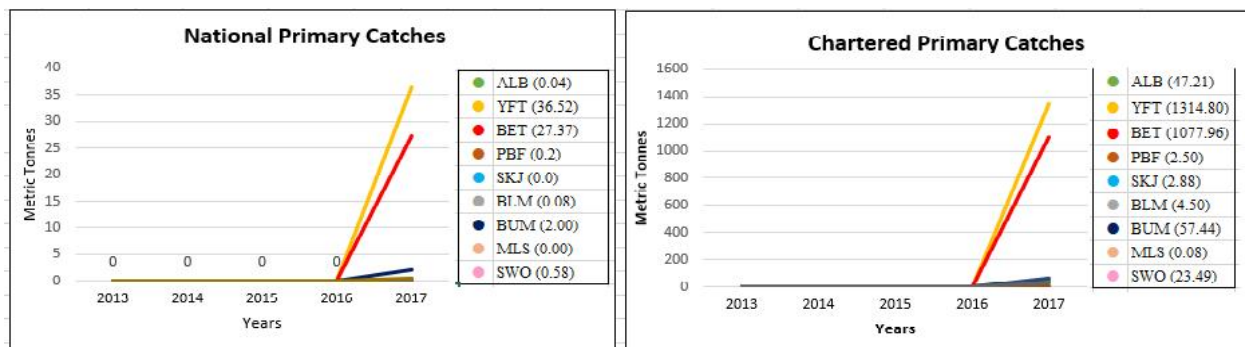 National Primary Catches
40
35
30
25
20
15
10
5
0
Metric Tonnes
0 0 0 0
2013 2014 2015 2016 2017
Years
ALB (0.04)
YFT (36.52)
BET (27.37)
PBF (0.2)
SKJ (0.0)
BLM (0.08)
BUM (2.00)
MLS (0.00)
SWO (0.58)
Chartered Primary Catches
1600
1400
1200
1000
800
600
400
200
0
Metric Tonnes
2013 2014 2015 2016 2017
Years
ALB (47.21)
YFT (1314.80)
BET (1077.96)
PBF (2.50)
SKJ (2.88)
BLM (4.50)
BUM (57.44)
MLS (0.08)
SWO (23.49)